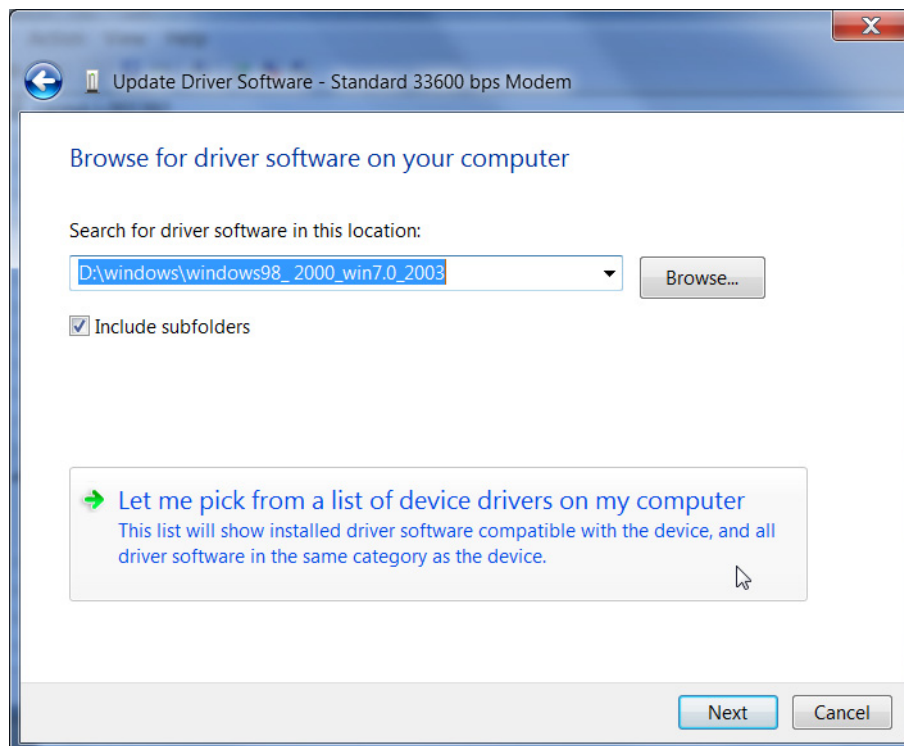 Action View Help
Update Driver Software - Standard 33600 bps Modem
Browse for driver software on your computer
Search for driver software in this location:
D:\windows\windows98_ 2000_win7.0_2003
Browse...
Include subfolders
Let me pick from a list of device drivers on my computer
This list will show installed driver software compatible with the device, and all
driver software in the same category as the device.
Next Cancel